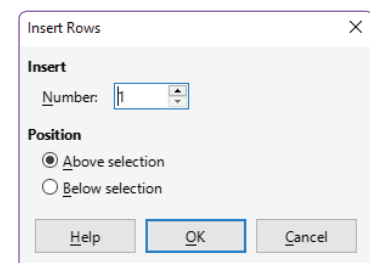 Insert Rows
Insert
Number: 1
Position
Above selection
Below selection
Help OK Cancel